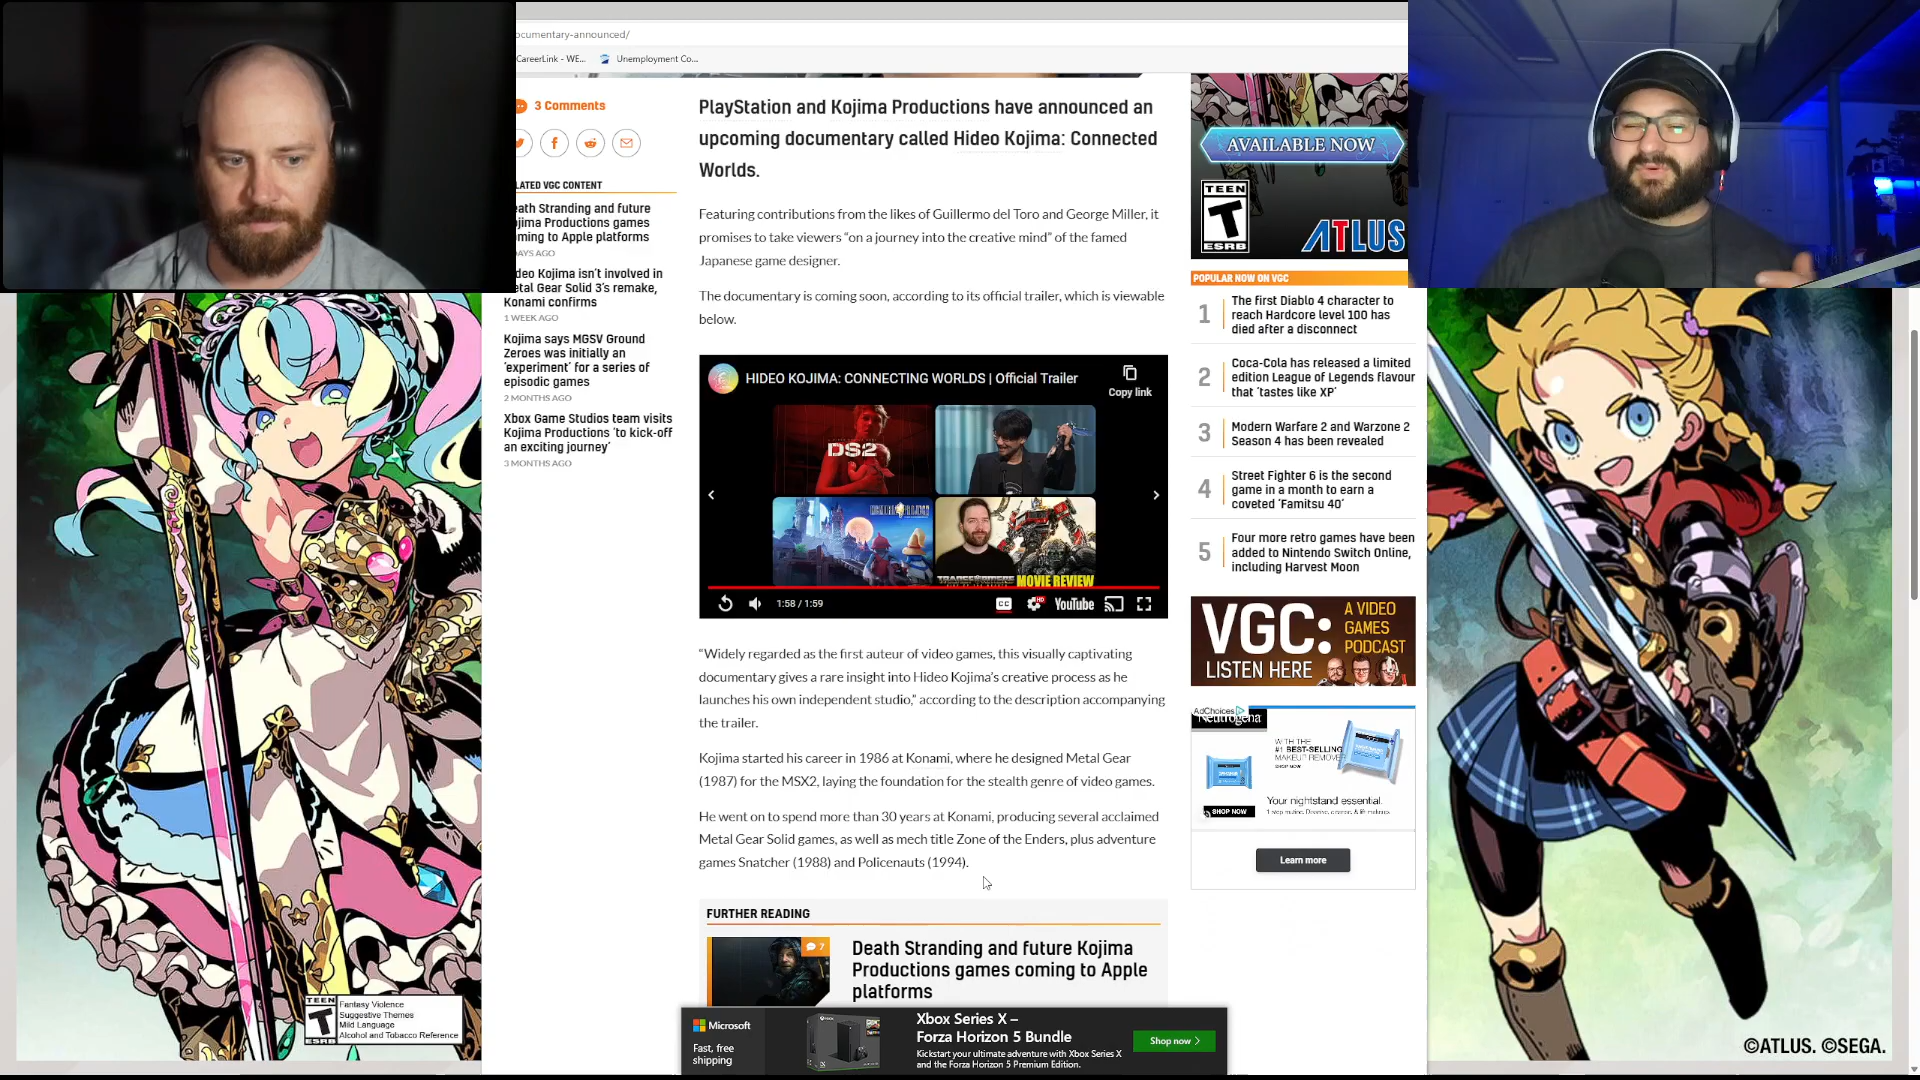 ocumentary-announced/
CareerLink - WE...
Unemployment Co...
3 Comments
LATED VGC CONTENT
ath Stranding and future
jima Productions games
ming to Apple platforms
DAYS AGO
deo Kojima isn't involved in
tal Gear Solid 3's remake,
Konami confirms
1 WEEK AGO
Kojima says MGSV Ground
Zeroes was initially an
'experiment' for a series of
episodic games
2 MONTHS AGO
Xbox Game Studios team visits
Kojima Productions 'to kick-off
an exciting journey'
3 MONTHS AGO
PlayStation and Kojima Productions have announced an
upcoming documentary called Hideo Kojima: Connected
Worlds.
Featuring contributions from the likes of Guillermo del Toro and George Miller, it
promises to take viewers “on a journey into the creative mind” of the famed
Japanese game designer.
The documentary is coming soon, according to its official trailer, which is viewable
below.
HIDEO KOJIMA: CONNECTING WORLDS | Official Trailer
Copy link
DS2
TRANSFORMERS
MOVIE REVIEW
1:58 / 1:59
CC
HD
YouTube
“Widely regarded as the first auteur of video games, this visually captivating
documentary gives a rare insight into Hideo Kojima's creative process as he
launches his own independent studio,” according to the description accompanying
the trailer.
Kojima started his career in 1986 at Konami, where he designed Metal Gear
(1987) for the MSX2, laying the foundation for the stealth genre of video games.
He went on to spend more than 30 years at Konami, producing several acclaimed
Metal Gear Solid games, as well as mech title Zone of the Enders, plus adventure
games Snatcher (1988) and Policenauts (1994).
FURTHER READING
7
Death Stranding and future Kojima
Productions games coming to Apple
platforms
AVAILABLE NOW
TEEN
T
ESRB
ATLUS
POPULAR NOW ON VGC
1
The first Diablo 4 character to
reach Hardcore level 100 has
died after a disconnect
2
Coca-Cola has released a limited
edition League of Legends flavour
that 'tastes like XP'
3
Modern Warfare 2 and Warzone 2
Season 4 has been revealed
4
Street Fighter 6 is the second
game in a month to earn a
coveted 'Famitsu 40'
5
Four more retro games have been
added to Nintendo Switch Online,
including Harvest Moon
VGC:
LISTEN HERE
A VIDEO
GAMES
PODCAST
AdChoices
Neutrogena
WITH THE
#1 BEST-SELLING
MAKEUP REMOVER
SHOP NOW
SHOP NOW
Your nightstand essential.
Learn more
Microsoft
Fast, free
shipping
Xbox Series X –
Forza Horizon 5 Bundle
Kickstart your ultimate adventure with Xbox Series X
and the Forza Horizon 5 Premium Edition.
Shop now
TEEN
T
ESRB
Fantasy Violence
Suggestive Themes
Mild Language
Alcohol and Tobacco Reference
©ATLUS. ©SEGA.